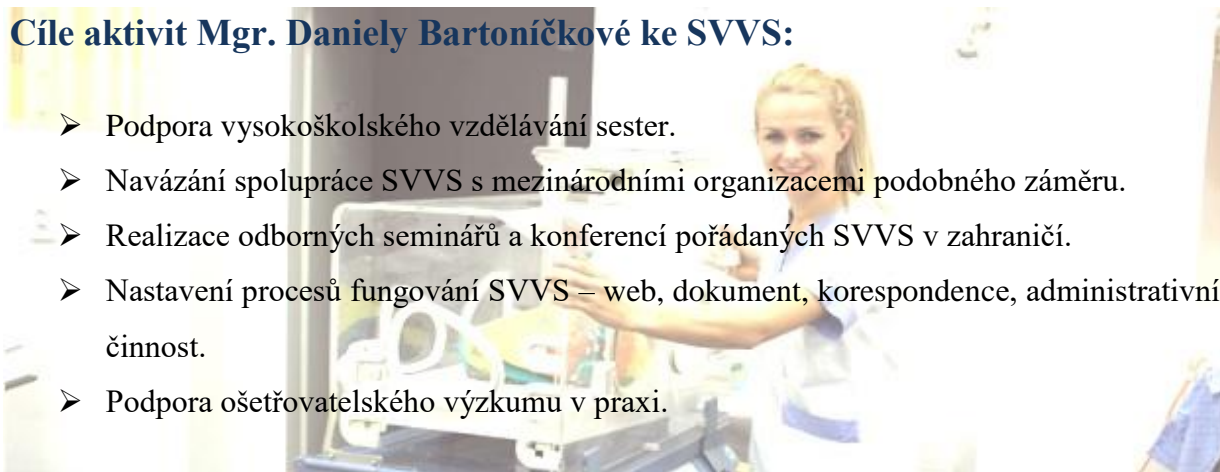 Cíle aktivit Mgr. Daniely Bartoníčkové ke SVVS:
➢ Podpora vysokoškolského vzdělávání sester.
➢ Navázání spolupráce SVVS s mezinárodními organizacemi podobného záměru.
➢ Realizace odborných seminářů a konferencí pořádaných SVVS v zahraničí.
➢ Nastavení procesů fungování SVVS – web, dokument, korespondence, administrativní
činnost.
➢ Podpora ošetřovatelského výzkumu v praxi.